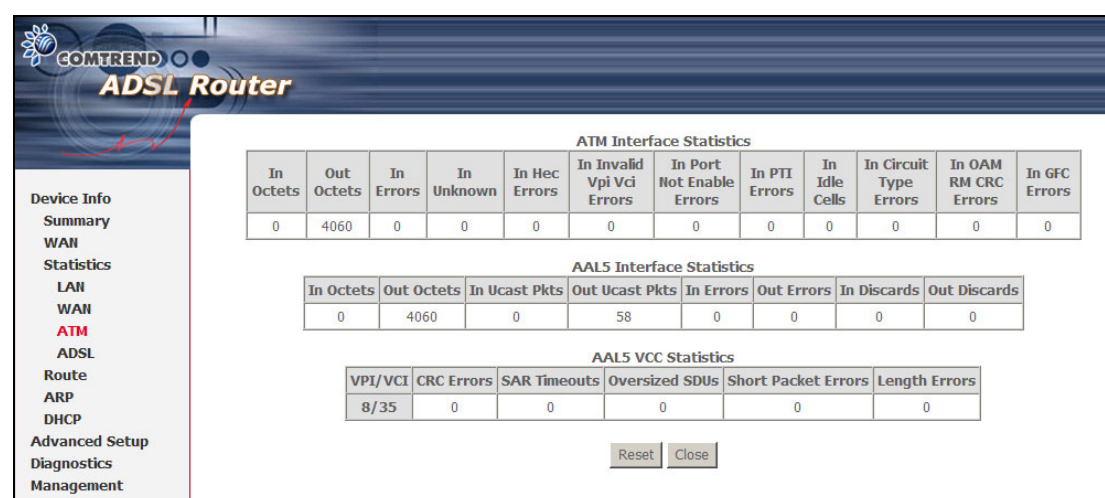 COMTREND
ADSL Router
Device Info
Summary
WAN
Statistics
LAN
WAN
ATM
ADSL
Route
ARP
DHCP
Advanced Setup
Diagnostics
Management
ATM Interface Statistics
In Octets Out Octets In Errors In Unknown In Hec Errors In Invalid Vpi Vci Errors In Port Not Enable Errors In PTI Errors In Idle Cells In Circuit Type Errors In OAM RM CRC Errors In GFC Errors
0 4060 0 0 0 0 0 0 0 0 0 0
AAL5 Interface Statistics
In Octets Out Octets In Ucast Pkts Out Ucast Pkts In Errors Out Errors In Discards Out Discards
0 4060 0 58 0 0 0 0
AAL5 VCC Statistics
VPI/VCI CRC Errors SAR Timeouts Oversized SDUs Short Packet Errors Length Errors
8/35 0 0 0 0 0
Reset Close